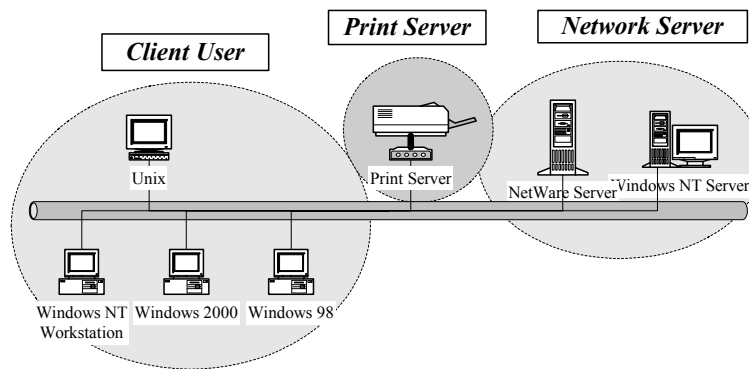 Client User
Print Server
Network Server
Unix
Print Server
NetWare Server
Windows NT Server
Windows NT
Workstation
Windows 2000
Windows 98